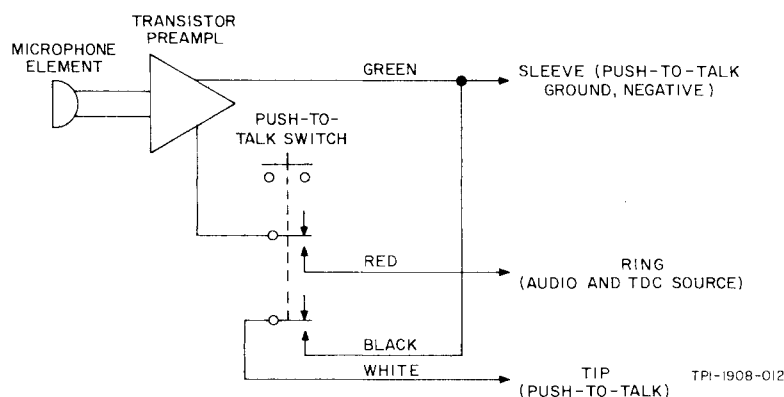 TRANSISTOR
PREAMPL
MICROPHONE
ELEMENT
GREEN
SLEEVE (PUSH-TO-TALK
GROUND, NEGATIVE)
PUSH-TO-
TALK SWITCH
RED
RING
(AUDIO AND TDC SOURCE)
BLACK
WHITE
TIP
(PUSH-TO-TALK)
TPI-1908-012